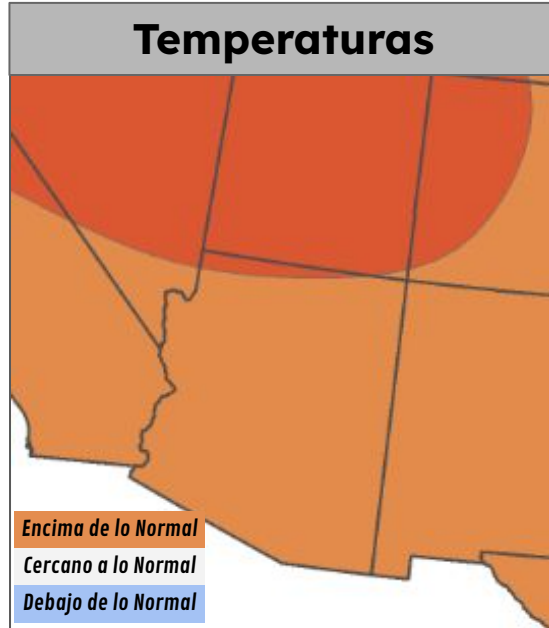 Temperaturas
Encima de lo Normal
Cercano a lo Normal
Debajo de lo Normal